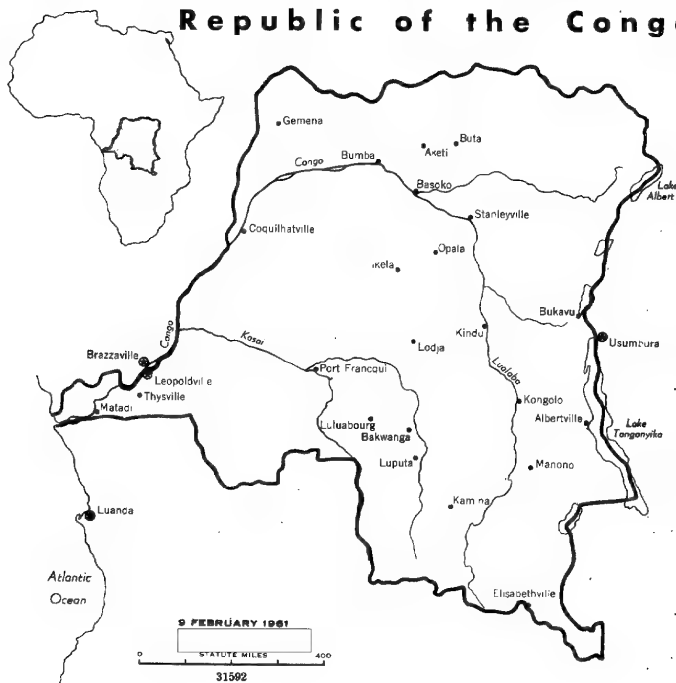 Republic of the Congo
Gemena
Buta
Aketi
Congo
Bumba
Basoko
Lake
Albert
Stanleyville
Coquilhatville
Opala
Ikela
Bukavu
Congo
Kasai
Kindu
Usumbura
Lodja
Brazzaville
Port Francqui
Leopoldville
Lualaba
Thysville
Kongolo
Matadi
Luluabourg
Albertville
Lake
Tanganyika
Bakwanga
Luputa
Manono
Kamina
Luanda
Atlantic
Ocean
Elisabethville
9 FEBRUARY 1961
0 STATUTE MILES 400
31592